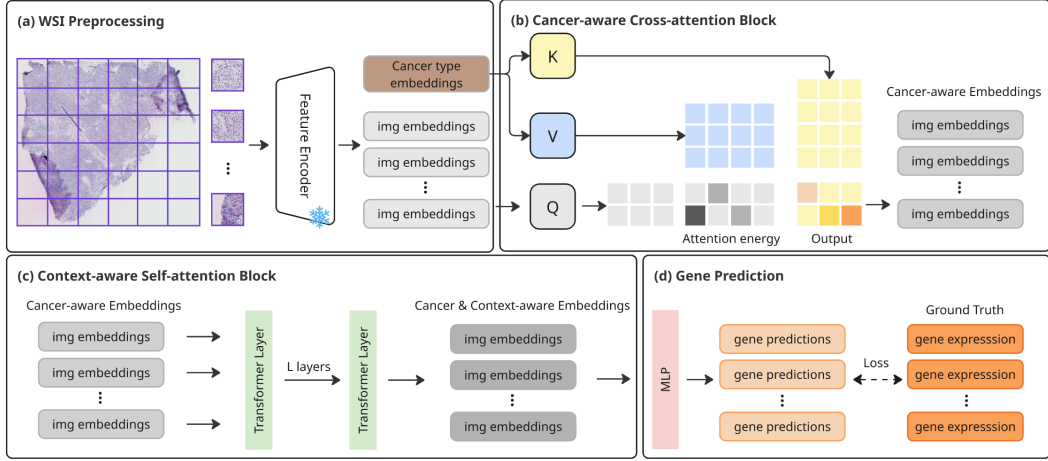 (a) WSI Preprocessing
Feature Encoder
Cancer type
embeddings
img embeddings
img embeddings
img embeddings
(b) Cancer-aware Cross-attention Block
K
V
Q
Attention energy
Output
Cancer-aware Embeddings
img embeddings
img embeddings
img embeddings
(c) Context-aware Self-attention Block
Cancer-aware Embeddings
img embeddings
img embeddings
img embeddings
Transformer Layer
L layers
Transformer Layer
Cancer & Context-aware Embeddings
img embeddings
img embeddings
img embeddings
(d) Gene Prediction
MLP
gene predictions
gene predictions
gene predictions
Loss
Ground Truth
gene expresssion
gene expresssion
gene expresssion